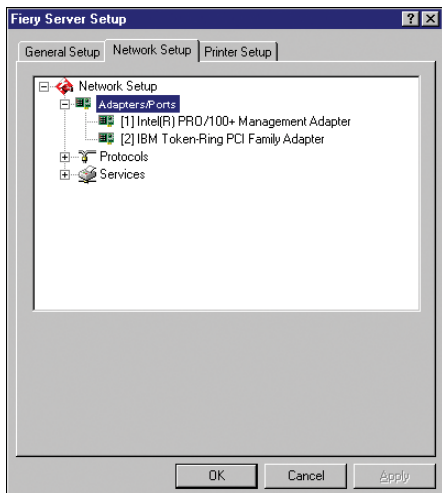 Fiery Server Setup
General Setup Network Setup Printer Setup
Network Setup
Adapters/Ports
[1] Intel(R) PRO/100+ Management Adapter
[2] IBM Token-Ring PCI Family Adapter
Protocols
Services
OK Cancel Apply